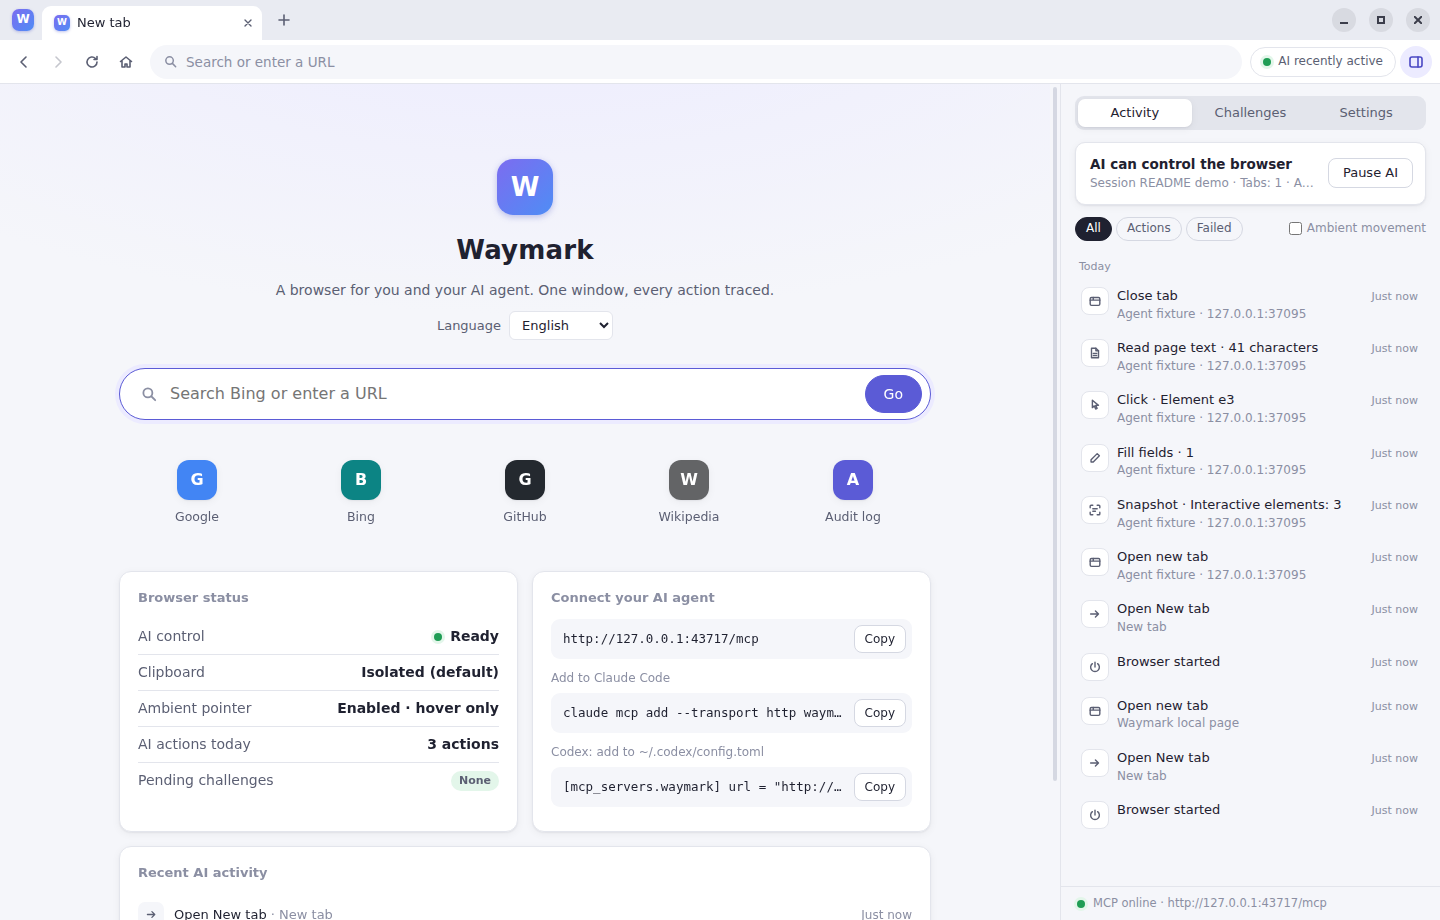 W
W New tab
Search or enter a URL
AI recently active
W
Waymark
A browser for you and your AI agent. One window, every action traced.
Language English
Search Bing or enter a URL Go
G B G W A
Google Bing GitHub Wikipedia Audit log
Browser status
AI control Ready
Clipboard Isolated (default)
Ambient pointer Enabled · hover only
AI actions today 3 actions
Pending challenges None
Connect your AI agent
http://127.0.0.1:43717/mcp Copy
Add to Claude Code
claude mcp add --transport http waym… Copy
Codex: add to ~/.codex/config.toml
[mcp_servers.waymark] url = "http://… Copy
Recent AI activity
Open New tab · New tab Just now
Activity Challenges Settings
AI can control the browser
Session README demo · Tabs: 1 · A…
Pause AI
All Actions Failed Ambient movement
Today
Close tab Just now
Agent fixture · 127.0.0.1:37095
Read page text · 41 characters Just now
Agent fixture · 127.0.0.1:37095
Click · Element e3 Just now
Agent fixture · 127.0.0.1:37095
Fill fields · 1 Just now
Agent fixture · 127.0.0.1:37095
Snapshot · Interactive elements: 3 Just now
Agent fixture · 127.0.0.1:37095
Open new tab Just now
Agent fixture · 127.0.0.1:37095
Open New tab Just now
New tab
Browser started Just now
Open new tab Just now
Waymark local page
Open New tab Just now
New tab
Browser started Just now
MCP online · http://127.0.0.1:43717/mcp